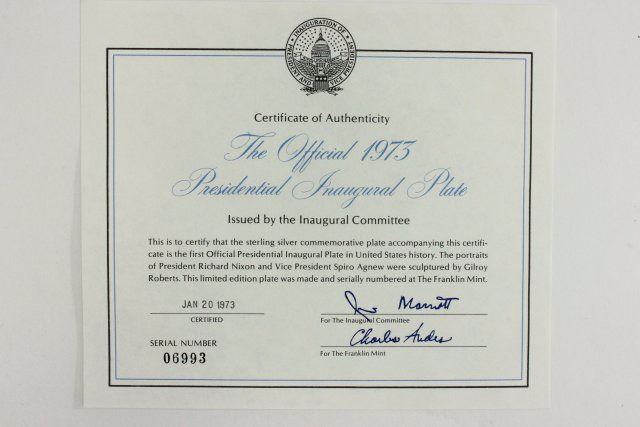 INAUGURATION OF
PRESIDENT AND VICE PRESIDENT
Certificate of Authenticity
The Official 1973
Presidential Inaugural Plate
Issued by the Inaugural Committee
This is to certify that the sterling silver commemorative plate accompanying this certifi-
cate is the first Official Presidential Inaugural Plate in United States history. The portraits
of President Richard Nixon and Vice President Spiro Agnew were sculptured by Gilroy
Roberts. This limited edition plate was made and serially numbered at The Franklin Mint.
JAN 20 1973
CERTIFIED
Marriott
For The Inaugural Committee
SERIAL NUMBER
06993
Charles Andes
For The Franklin Mint